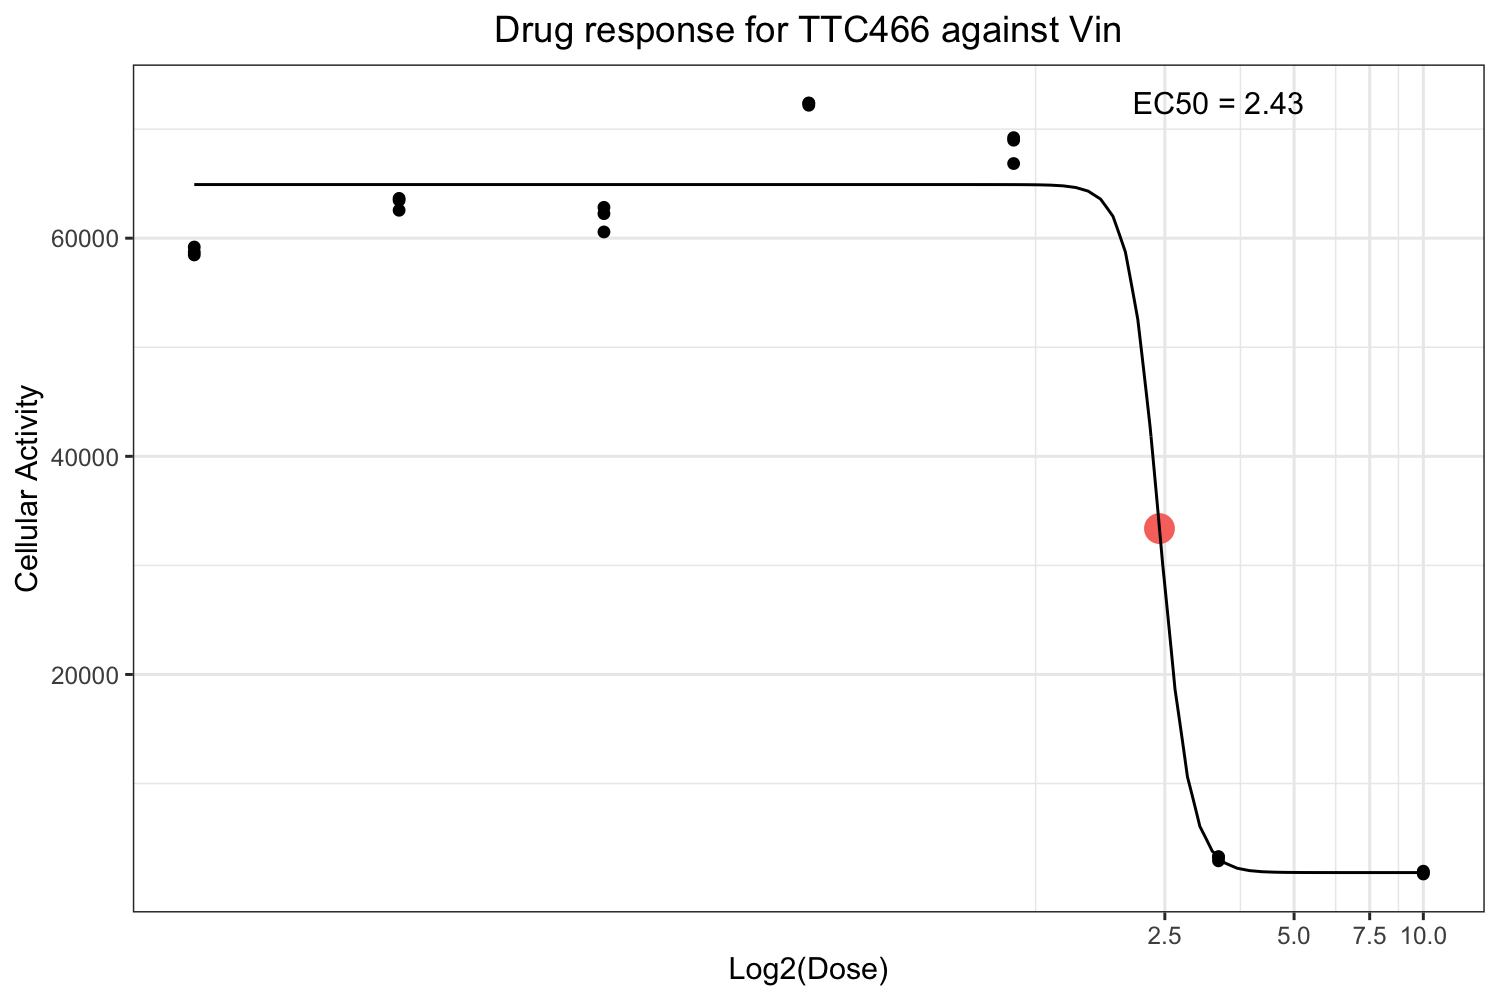 Drug response for TTC466 against Vin
EC50 = 2.43
60000
40000
20000
Cellular Activity
2.5 5.0 7.5 10.0
Log2(Dose)